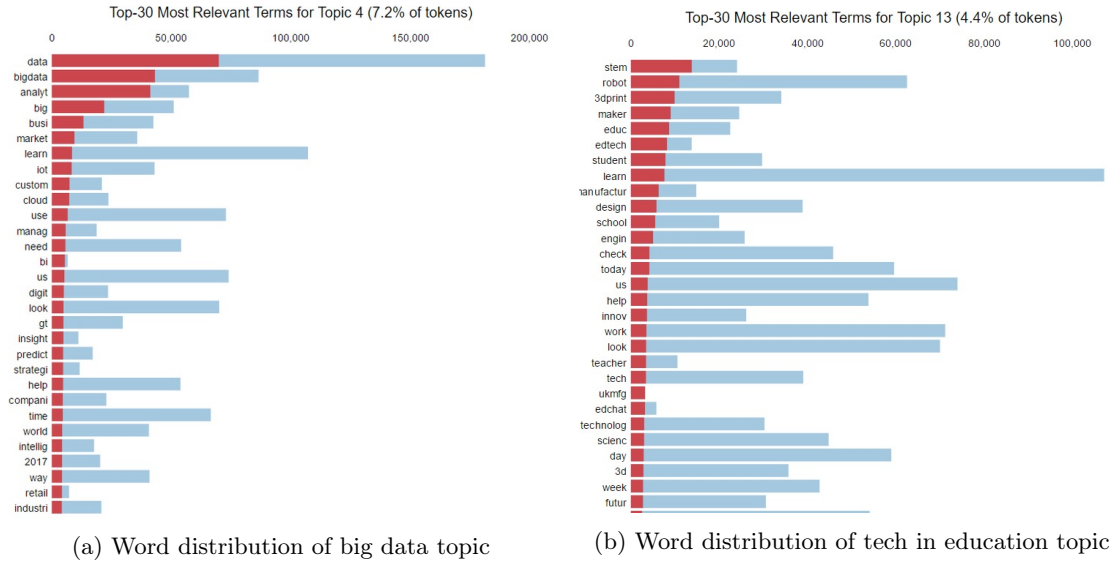 Top-30 Most Relevant Terms for Topic 4 (7.2% of tokens)
0 50,000 100,000 150,000 200,000
data
bigdata
analyt
big
busi
market
learn
iot
custom
cloud
use
manag
need
bi
us
digit
look
gt
insight
predict
strategi
help
compani
time
world
intellig
2017
way
retail
industri
(a) Word distribution of big data topic
Top-30 Most Relevant Terms for Topic 13 (4.4% of tokens)
0 20,000 40,000 60,000 80,000 100,000
stem
robot
3dprint
maker
educ
edtech
student
learn
nanufactur
design
school
engin
check
today
us
help
innov
work
look
teacher
tech
ukmfg
edchat
technolog
scienc
day
3d
week
futur
(b) Word distribution of tech in education topic